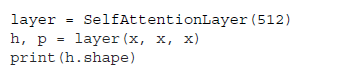 layer = SelfAttentionLayer(512)
h, p = layer(x, x, x)
print(h.shape)